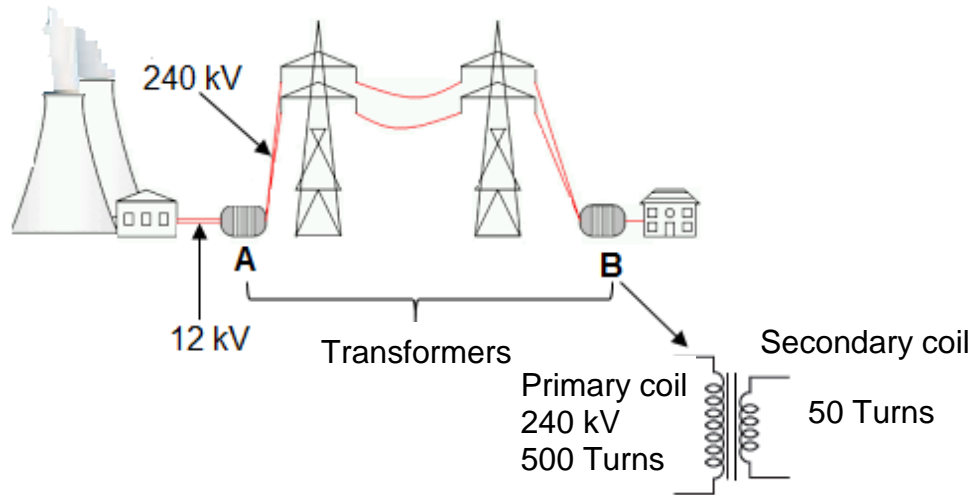 240 kV
A
B
12 kV
Transformers
Secondary coil
Primary coil
240 kV
500 Turns
50 Turns